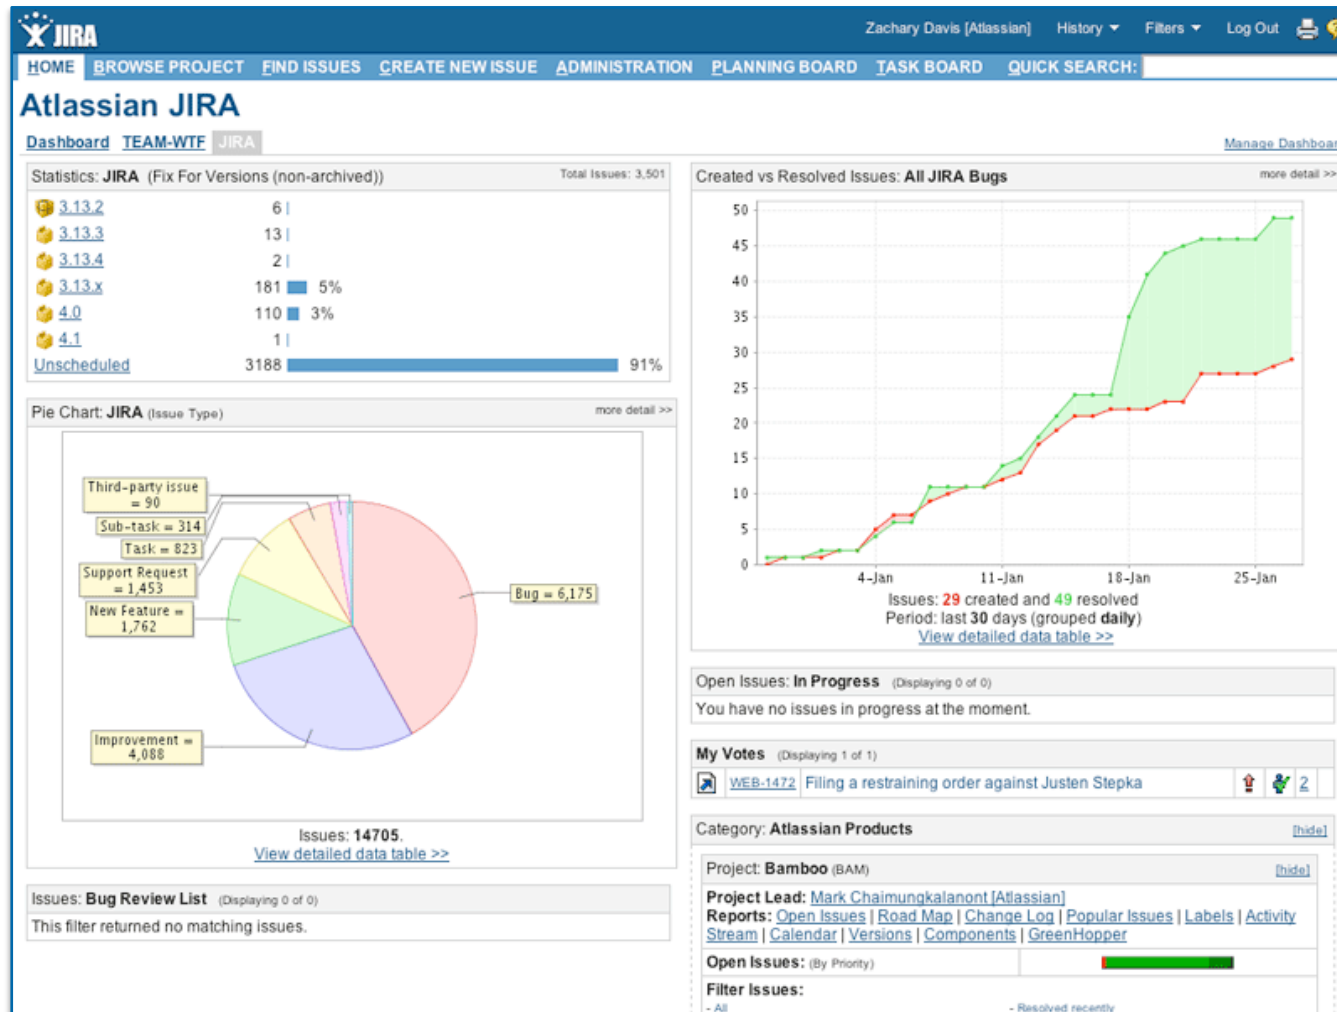 JIRA
Zachary Davis [Atlassian] History Filters Log Out
HOME BROWSE PROJECT FIND ISSUES CREATE NEW ISSUE ADMINISTRATION PLANNING BOARD TASK BOARD QUICK SEARCH:
Atlassian JIRA
Dashboard TEAM-WTF JIRA
Manage Dashboar
Statistics: JIRA (Fix For Versions (non-archived)) Total Issues: 3,501
3.13.2 6
3.13.3 13
3.13.4 2
3.13.x 181 5%
4.0 110 3%
4.1 1
Unscheduled 3188 91%
Pie Chart: JIRA (Issue Type) more detail >>
Third-party issue
= 90
Sub-task = 314
Task = 823
Support Request
= 1,453
New Feature =
1,762
Bug = 6,175
Improvement =
4,088
Issues: 14705.
View detailed data table >>
Issues: Bug Review List (Displaying 0 of 0)
This filter returned no matching issues.
Created vs Resolved Issues: All JIRA Bugs more detail >>
50
45
40
35
30
25
20
15
10
5
0
4-Jan 11-Jan 18-Jan 25-Jan
Issues: 29 created and 49 resolved
Period: last 30 days (grouped daily)
View detailed data table >>
Open Issues: In Progress (Displaying 0 of 0)
You have no issues in progress at the moment.
My Votes (Displaying 1 of 1)
WEB-1472 Filing a restraining order against Justen Stepka 2
Category: Atlassian Products [hide]
Project: Bamboo (BAM) [hide]
Project Lead: Mark Chaimungkalanont [Atlassian]
Reports: Open Issues | Road Map | Change Log | Popular Issues | Labels | Activity
Stream | Calendar | Versions | Components | GreenHopper
Open Issues: (By Priority)
Filter Issues:
- All - Resolved recently